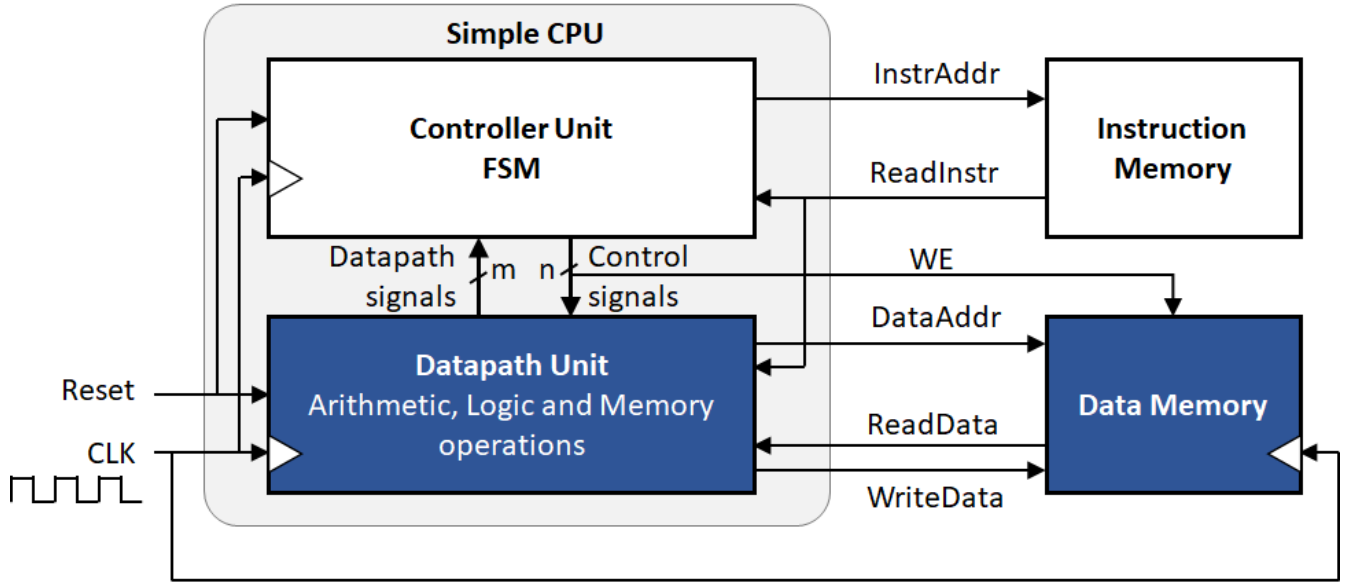 Simple CPU
Controller Unit
FSM
InstrAddr
Instruction
Memory
ReadInstr
Datapath
signals
m
n
Control
signals
WE
DataAddr
Datapath Unit
Arithmetic, Logic and Memory
operations
Data Memory
Reset
CLK
ReadData
WriteData